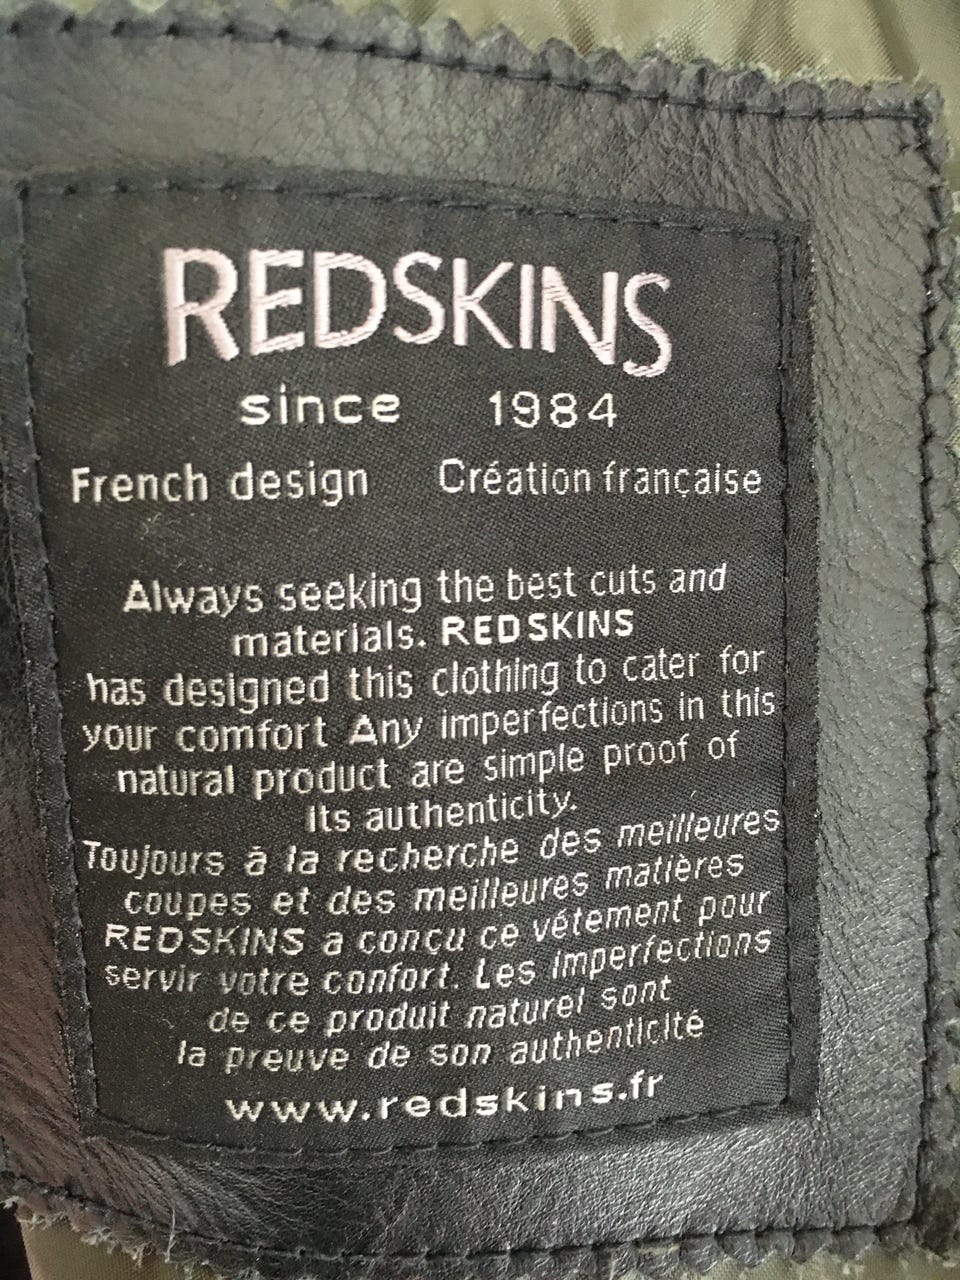 REDSKINS
since 1984
French design Création française
Always seeking the best cuts and
materials. REDSKINS
has designed this clothing to cater for
your comfort Any imperfections in this
natural product are simple proof of
its authenticity.
Toujours à la recherche des meilleures
coupes et des meilleures matières
REDSKINS a conçu ce vétement pour
servir votre confort. Les imperfections
de ce produit naturel sont
la preuve de son authenticité
www.redskins.fr